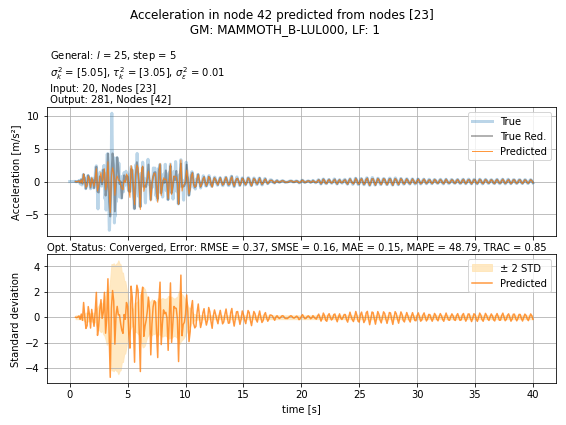 Acceleration in node 42 predicted from nodes [23]
GM: MAMMOTH_B-LUL000, LF: 1
General: l = 25, step = 5
σ²ₖ = [5.05], τ²ₖ = [3.05], σ²ε = 0.01
Input: 20, Nodes [23]
Output: 281, Nodes [42]
Acceleration [m/s²]
10
5
0
−5
True
True Red.
Predicted
Opt. Status: Converged, Error: RMSE = 0.37, SMSE = 0.16, MAE = 0.15, MAPE = 48.79, TRAC = 0.85
Standard deviation
4
2
0
−2
−4
± 2 STD
Predicted
0 5 10 15 20 25 30 35 40
time [s]